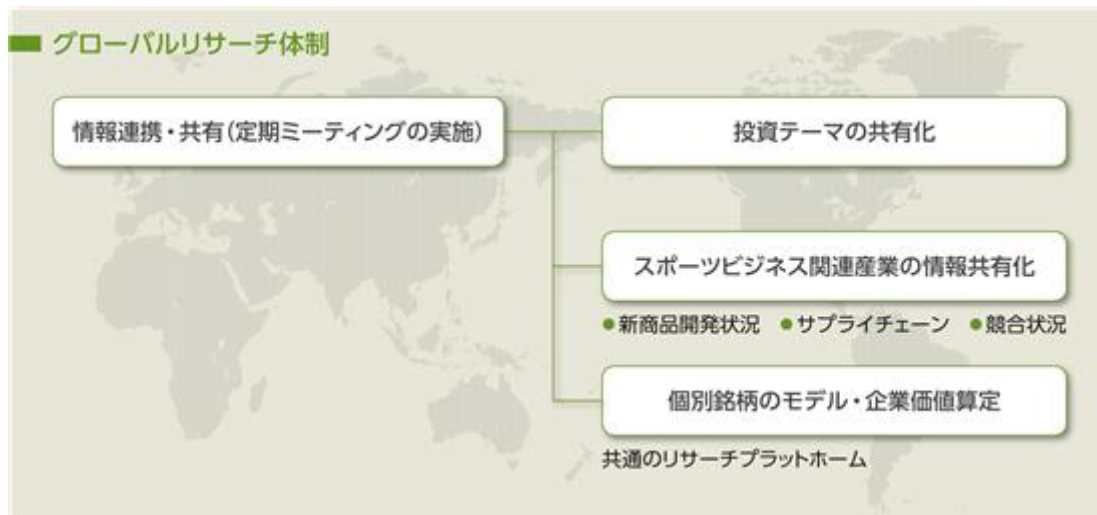 グローバルリサーチ体制
情報連携・共有(定期ミーティングの実施)
投資テーマの共有化
スポーツビジネス関連産業の情報共有化
●新商品開発状況 ●サプライチェーン ●競合状況
個別銘柄のモデル・企業価値算定
共通のリサーチプラットホーム